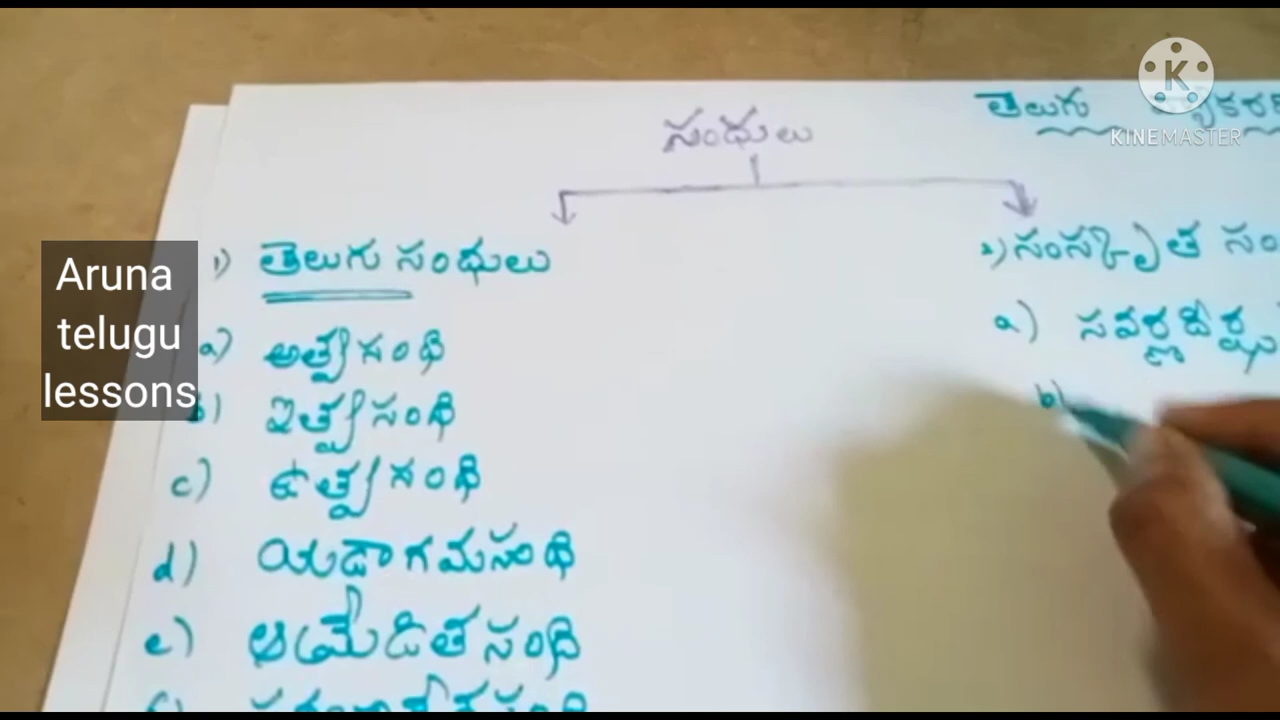 తెలుగు
KINEMASTER
సంధులు
1) తెలుగు సంధులు
2) సంస్కృత సం
Aruna
telugu
lessons
a) అత్వసంధి
a) సవర్ణదీర్ఘ
b) ఇత్వసంధి
b)
c) ఉత్వసంధి
d) యడాగమసంధి
e) ఆమ్రేడితసంధి